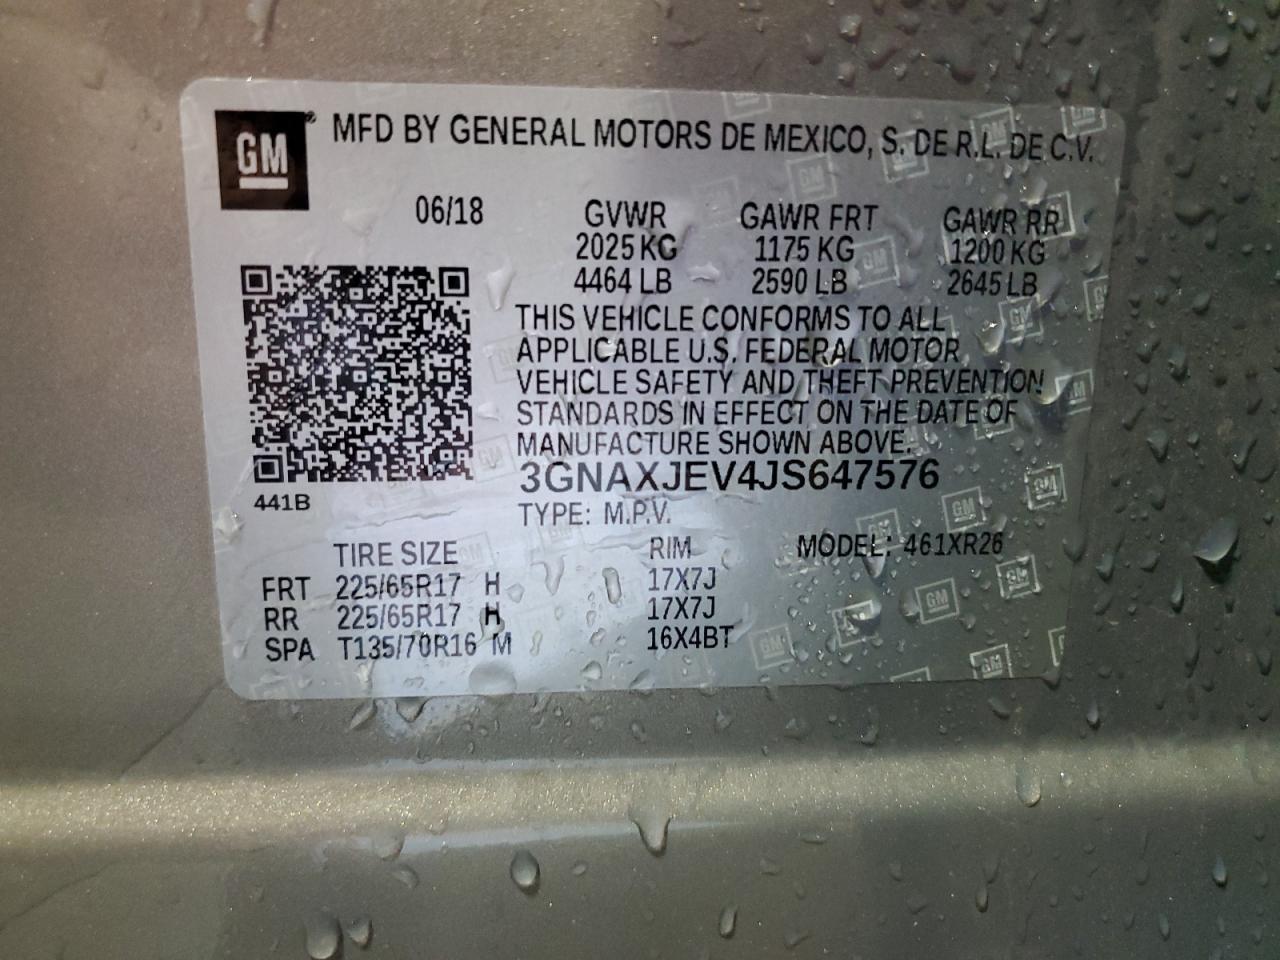 GM® MFD BY GENERAL MOTORS DE MEXICO, S. DE R.L. DE C.V.
06/18 GVWR GAWR FRT GAWR RR
2025 KG 1175 KG 1200 KG
4464 LB 2590 LB 2645 LB
THIS VEHICLE CONFORMS TO ALL
APPLICABLE U.S. FEDERAL MOTOR
VEHICLE SAFETY AND THEFT PREVENTION
STANDARDS IN EFFECT ON THE DATE OF
MANUFACTURE SHOWN ABOVE.
3GNAXJEV4JS647576
441B
TYPE: M.P.V.
TIRE SIZE RIM MODEL: 461XR26
FRT 225/65R17 H 17X7J
RR 225/65R17 H 17X7J
SPA T135/70R16 M 16X4BT